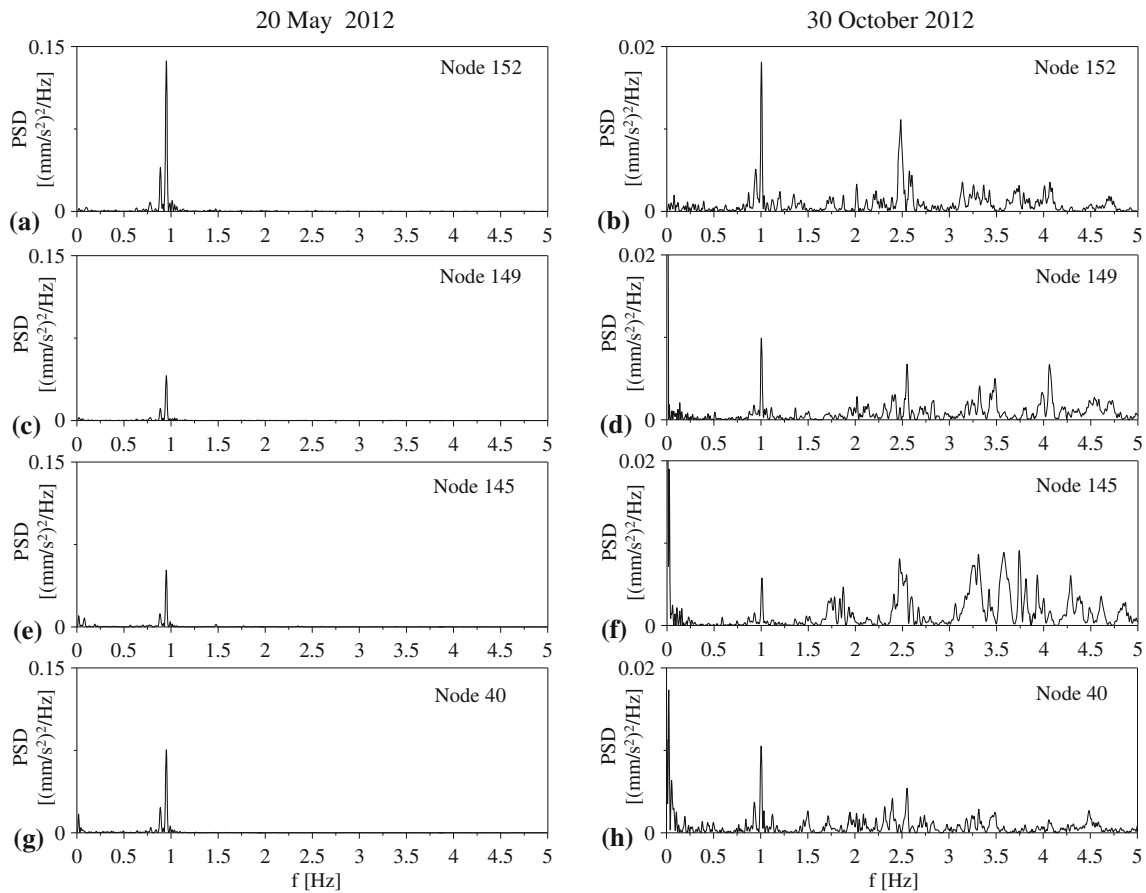 20 May 2012
30 October 2012
0.15
PSD
[(mm/s²)²/Hz]
0
Node 152
(a)
0 0.5 1 1.5 2 2.5 3 3.5 4 4.5 5
0.02
PSD
[(mm/s²)²/Hz]
0
Node 152
(b)
0 0.5 1 1.5 2 2.5 3 3.5 4 4.5 5
0.15
PSD
[(mm/s²)²/Hz]
0
Node 149
(c)
0 0.5 1 1.5 2 2.5 3 3.5 4 4.5 5
0.02
PSD
[(mm/s²)²/Hz]
0
Node 149
(d)
0 0.5 1 1.5 2 2.5 3 3.5 4 4.5 5
0.15
PSD
[(mm/s²)²/Hz]
0
Node 145
(e)
0 0.5 1 1.5 2 2.5 3 3.5 4 4.5 5
0.02
PSD
[(mm/s²)²/Hz]
0
Node 145
(f)
0 0.5 1 1.5 2 2.5 3 3.5 4 4.5 5
0.15
PSD
[(mm/s²)²/Hz]
0
Node 40
(g)
0 0.5 1 1.5 2 2.5 3 3.5 4 4.5 5
f [Hz]
0.02
PSD
[(mm/s²)²/Hz]
0
Node 40
(h)
0 0.5 1 1.5 2 2.5 3 3.5 4 4.5 5
f [Hz]